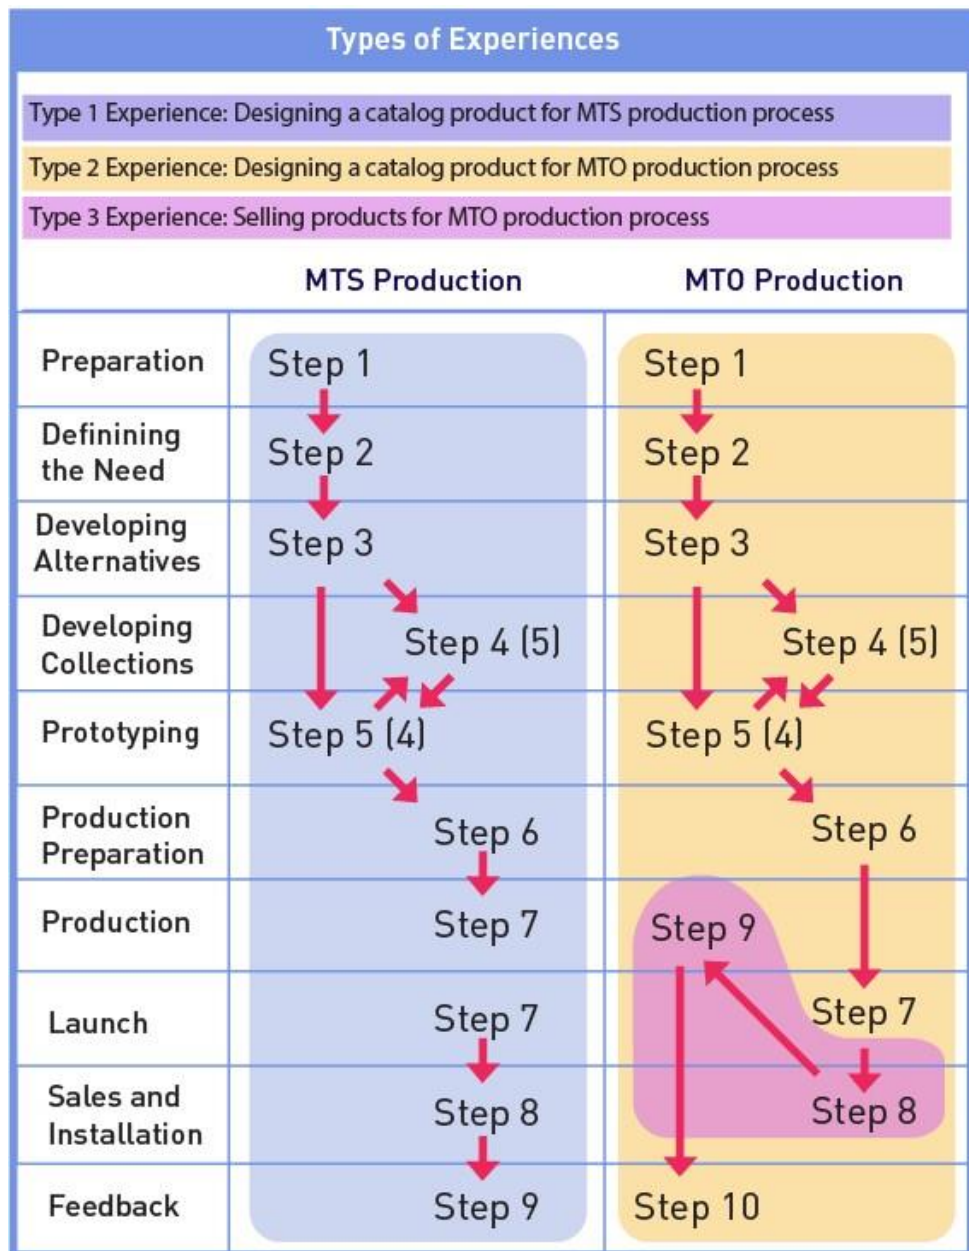 Types of Experiences
Type 1 Experience: Designing a catalog product for MTS production process
Type 2 Experience: Designing a catalog product for MTO production process
Type 3 Experience: Selling products for MTO production process
MTS Production
MTO Production
Preparation
Step 1
Step 1
Definining
the Need
Step 2
Step 2
Developing
Alternatives
Step 3
Step 3
Developing
Collections
Step 4 (5)
Step 4 (5)
Prototyping
Step 5 (4)
Step 5 (4)
Production
Preparation
Step 6
Step 6
Production
Step 7
Step 9
Launch
Step 7
Step 7
Sales and
Installation
Step 8
Step 8
Feedback
Step 9
Step 10